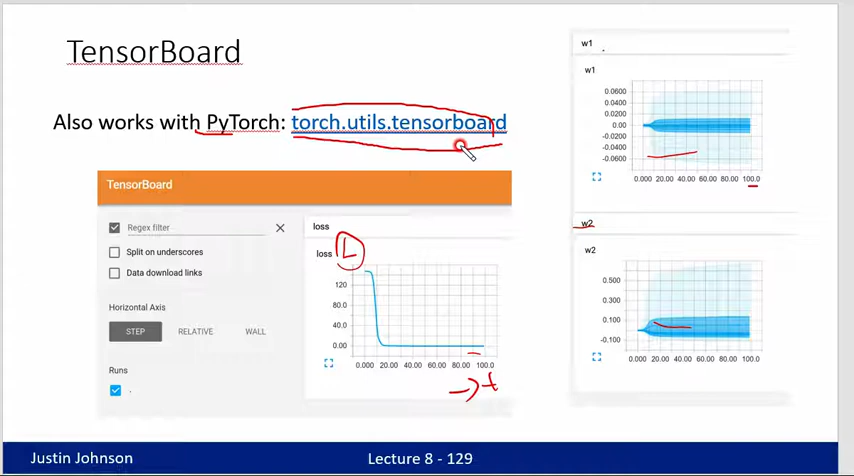 TensorBoard
Also works with PyTorch: torch.utils.tensorboard
TensorBoard
Regex filter
Split on underscores
Data download links
Horizontal Axis
STEP RELATIVE WALL
Runs
.
loss
loss L
120
80.0
40.0
0.00
0.000 20.00 40.00 60.00 80.00 100.0
→ t
w1
w1
0.0600
0.0400
0.0200
0.00
-0.0200
-0.0400
-0.0600
0.000 20.00 40.00 60.00 80.00 100.0
w2
w2
0.500
0.300
0.100
-0.100
0.000 20.00 40.00 60.00 80.00 100.0
Justin Johnson Lecture 8 - 129